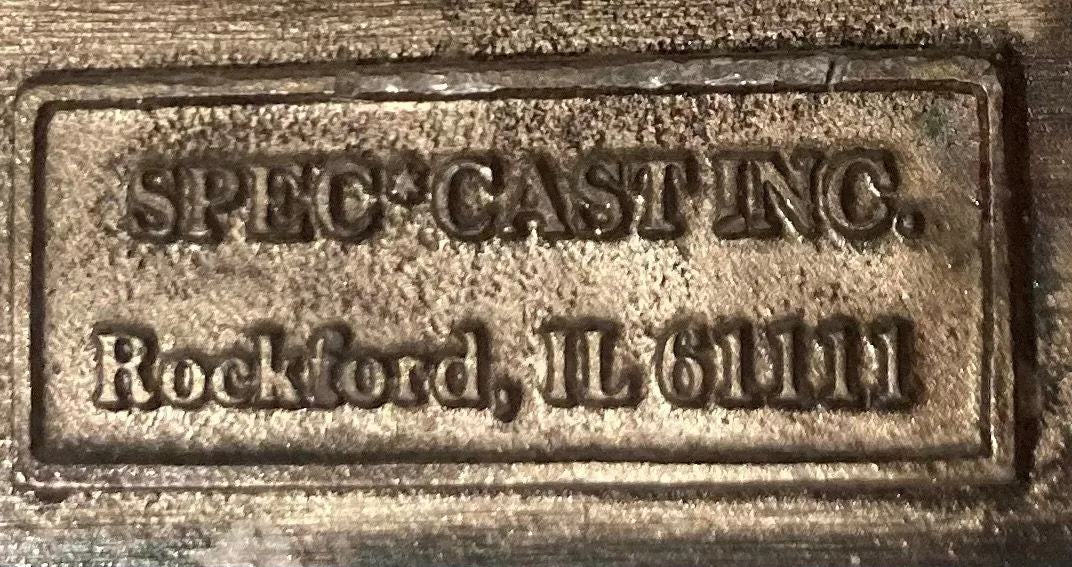 SPEC*CAST INC.
Rockford, IL 61111